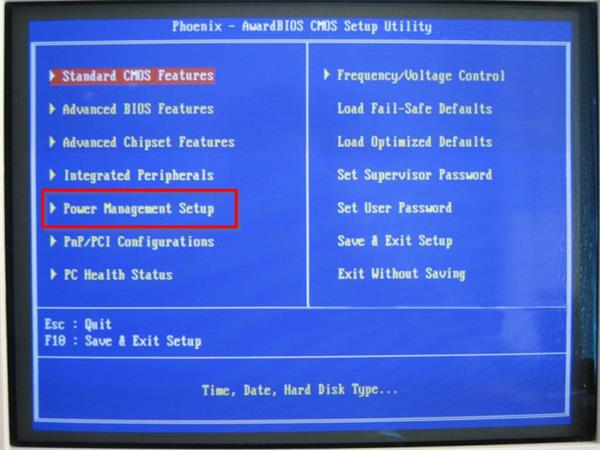 Phoenix - AwardBIOS CMOS Setup Utility
Standard CMOS Features
Advanced BIOS Features
Advanced Chipset Features
Integrated Peripherals
Power Management Setup
PnP/PCI Configurations
PC Health Status
Frequency/Voltage Control
Load Fail-Safe Defaults
Load Optimized Defaults
Set Supervisor Password
Set User Password
Save & Exit Setup
Exit Without Saving
Esc : Quit
F10 : Save & Exit Setup
Time, Date, Hard Disk Type...